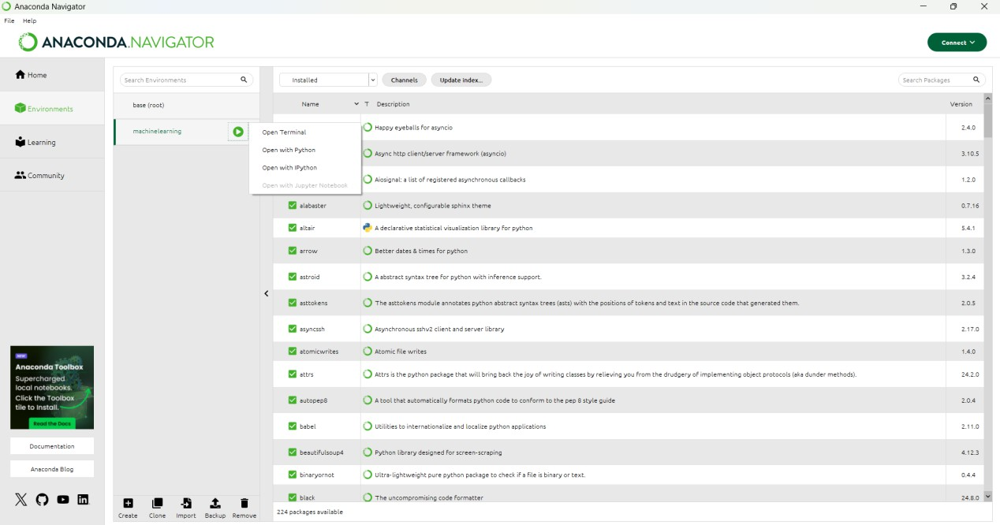 Anaconda Navigator
File Help
ANACONDA.NAVIGATOR
Connect
Home
Environments
Learning
Community
NEW
Anaconda Toolbox
Supercharged
local notebooks.
Click the Toolbox
tile to Install.
Read the Docs
Documentation
Anaconda Blog
Search Environments
base (root)
machinelearning
Open Terminal
Open with Python
Open with IPython
Open with Jupyter Notebook
Create Clone Import Backup Remove
Installed Channels Update index... Search Packages
Name T Description Version
Happy eyeballs for asyncio 2.4.0
Async http client/server framework (asyncio) 3.10.5
Aiosignal: a list of registered asynchronous callbacks 1.2.0
alabaster Lightweight, configurable sphinx theme 0.7.16
altair A declarative statistical visualization library for python 5.4.1
arrow Better dates & times for python 1.3.0
astroid A abstract syntax tree for python with inference support. 3.2.4
asttokens The asttokens module annotates python abstract syntax trees (asts) with the positions of tokens and text in the source code that generated them. 2.0.5
asyncssh Asynchronous sshv2 client and server library 2.17.0
atomicwrites Atomic file writes 1.4.0
attrs Attrs is the python package that will bring back the joy of writing classes by relieving you from the drudgery of implementing object protocols (aka dunder methods). 24.2.0
autopep8 A tool that automatically formats python code to conform to the pep 8 style guide 2.0.4
babel Utilities to internationalize and localize python applications 2.11.0
beautifulsoup4 Python library designed for screen-scraping 4.12.3
binaryornot Ultra-lightweight pure python package to check if a file is binary or text. 0.4.4
black The uncompromising code formatter 24.8.0
224 packages available